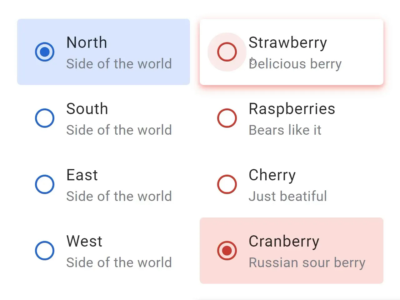 North
Side of the world
South
Side of the world
East
Side of the world
West
Side of the world
Strawberry
Delicious berry
Raspberries
Bears like it
Cherry
Just beatiful
Cranberry
Russian sour berry